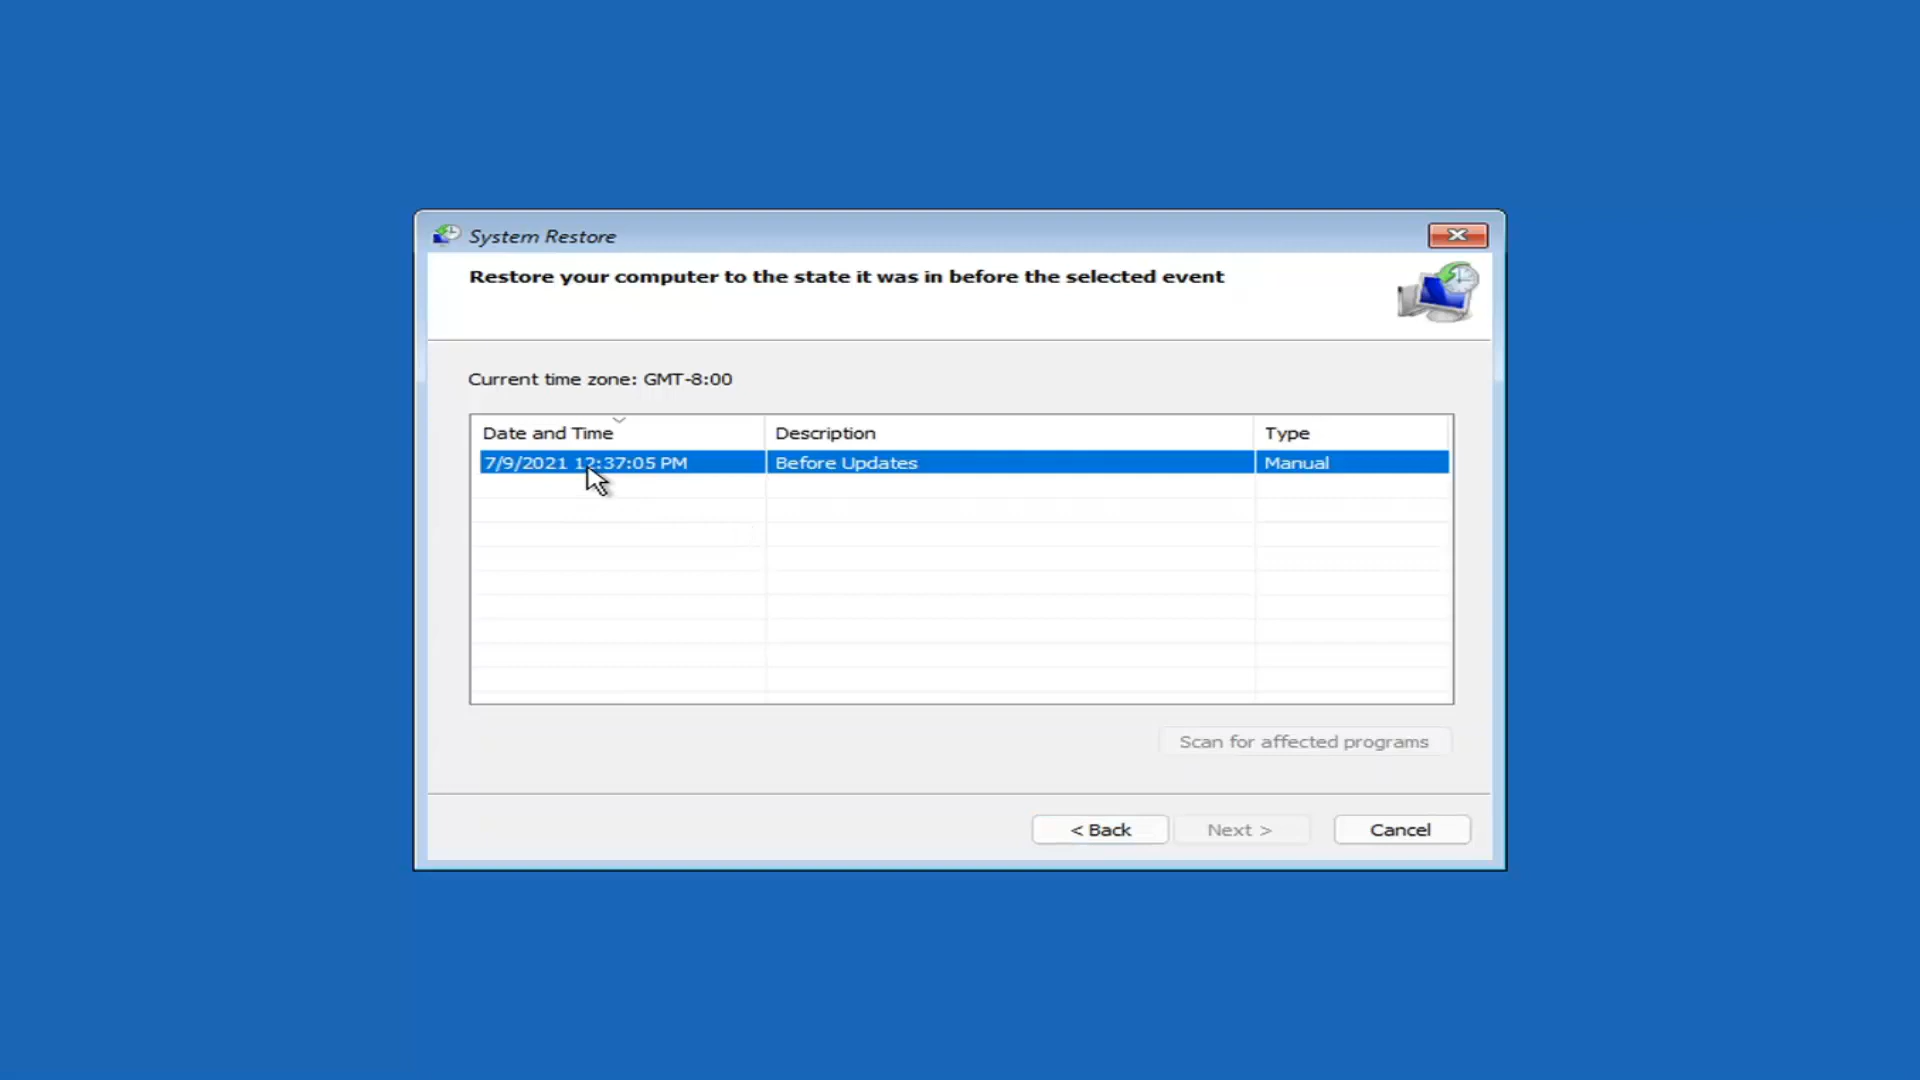 System Restore
Restore your computer to the state it was in before the selected event
Current time zone: GMT-8:00
Date and Time Description Type
7/9/2021 12:37:05 PM Before Updates Manual
Scan for affected programs
< Back Next > Cancel